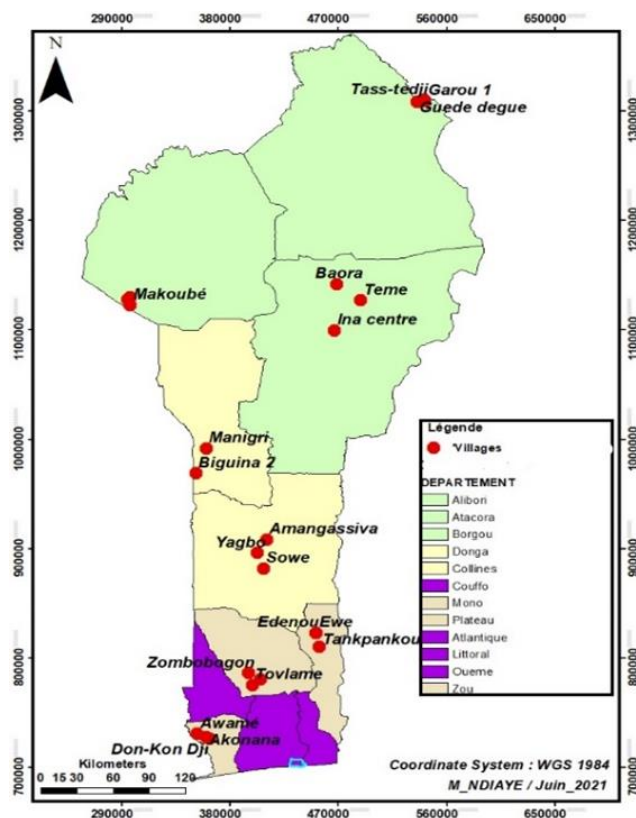 290000 380000 470000 560000 650000
N
Tass-tédjiGarou 1
Guede degue
1300000 1300000
1200000 1200000
Baora
Makoubé Teme
Ina centre
1100000 1100000
Légende
'Villages
Manigri
1000000 1000000
Biguina 2
DEPARTEMENT
Alibori
Atacora
Amangassiva Borgou
Yagbo Donga
900000 Sowe Collines 900000
Couffo
Mono
EdenouEwe Plateau
Tankpankou Atlantique
Zombobogon Littoral
800000 Tovlame Oueme 800000
Zou
Awamé
Don-Kon Dji Akonana
Kilometers
Coordinate System : WGS 1984
700000 0 15 30 60 90 120 700000
M_NDIAYE / Juin_2021
290000 380000 470000 560000 650000